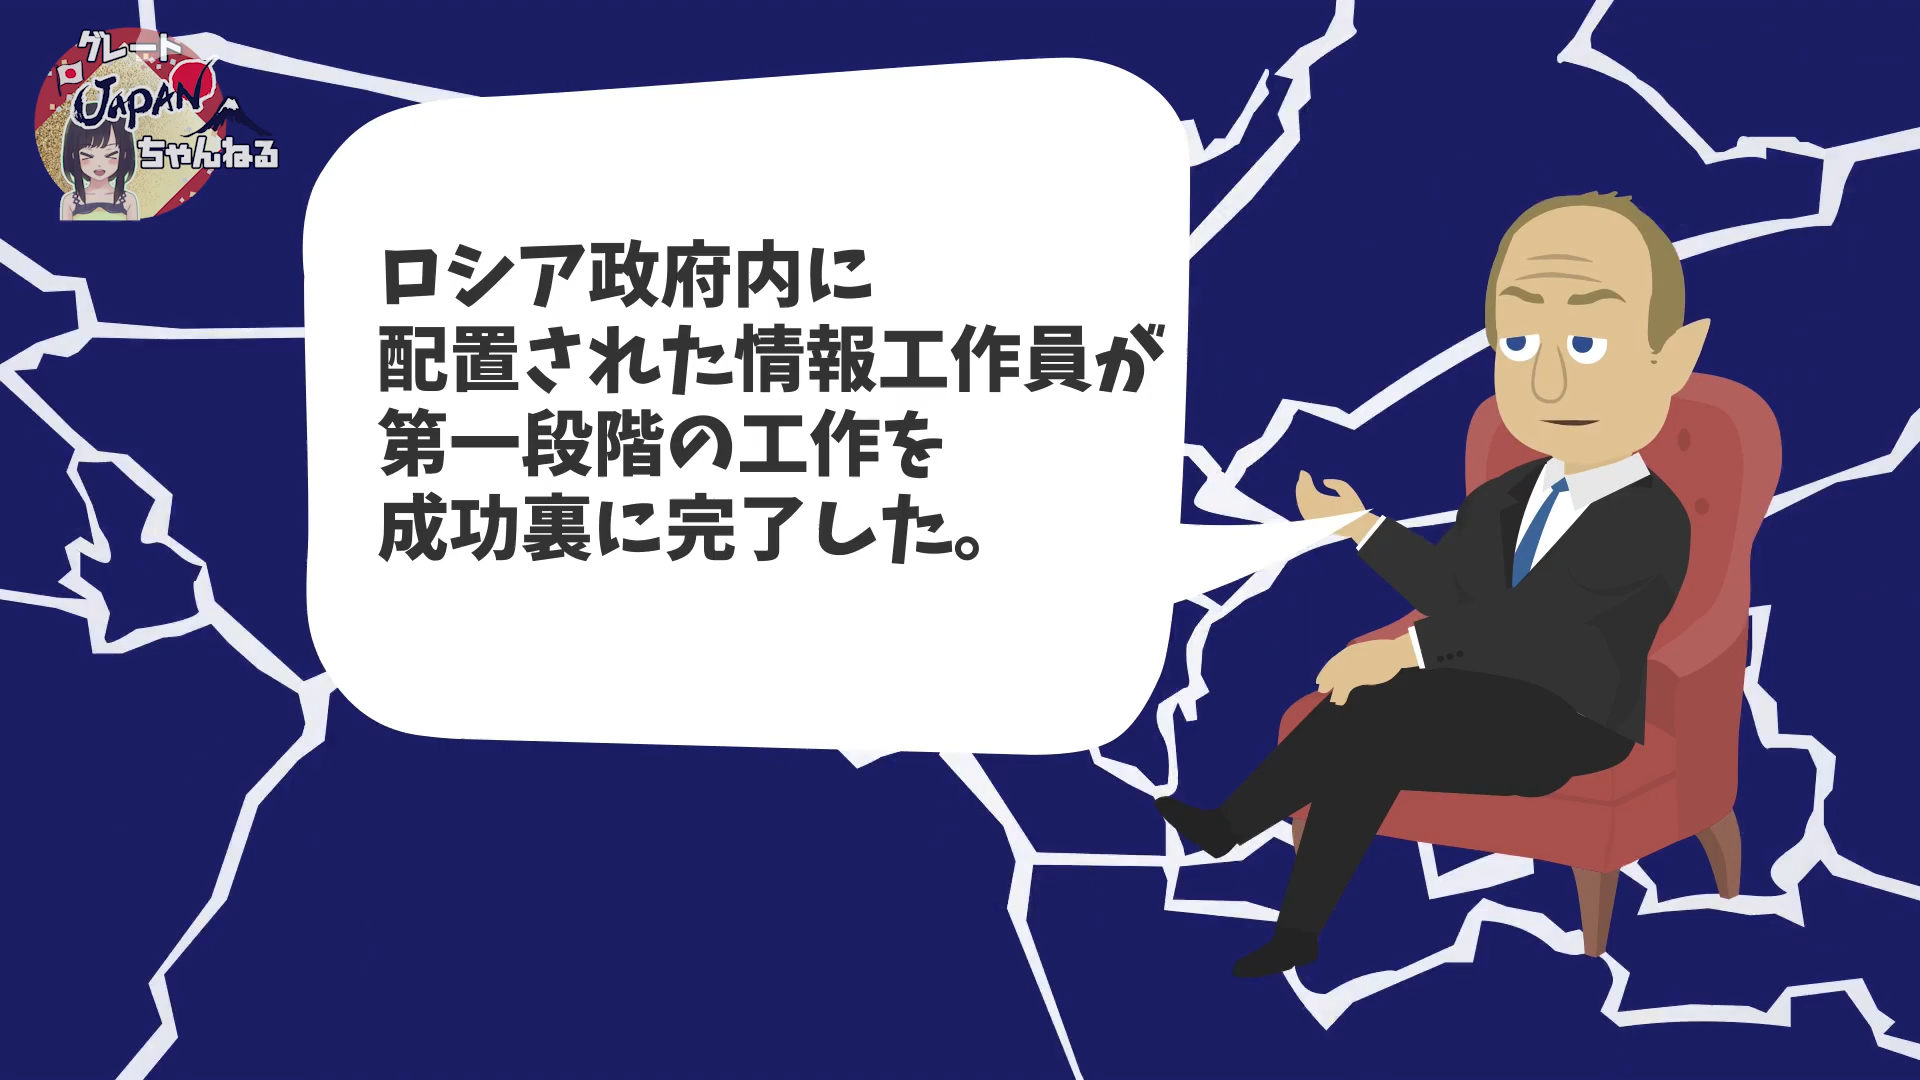 グレート
JAPAN
ちゃんねる
ロシア政府内に
配置された情報工作員が
第一段階の工作を
成功裏に完了した。